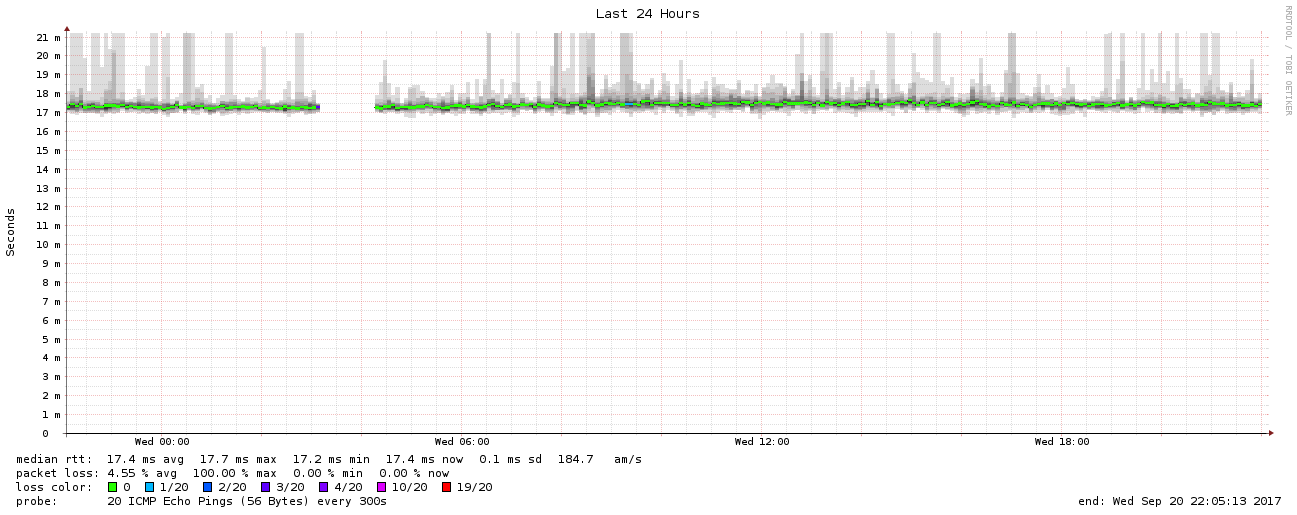 Last 24 Hours
RRDTOOL / TOBI OETIKER
21 m
20 m
19 m
18 m
17 m
16 m
15 m
14 m
13 m
12 m
11 m
10 m
9 m
8 m
7 m
6 m
5 m
4 m
3 m
2 m
1 m
0
Seconds
Wed 00:00 Wed 06:00 Wed 12:00 Wed 18:00
median rtt: 17.4 ms avg 17.7 ms max 17.2 ms min 17.4 ms now 0.1 ms sd 184.7 am/s
packet loss: 4.55 % avg 100.00 % max 0.00 % min 0.00 % now
loss color: 0 1/20 2/20 3/20 4/20 10/20 19/20
probe: 20 ICMP Echo Pings (56 Bytes) every 300s end: Wed Sep 20 22:05:13 2017